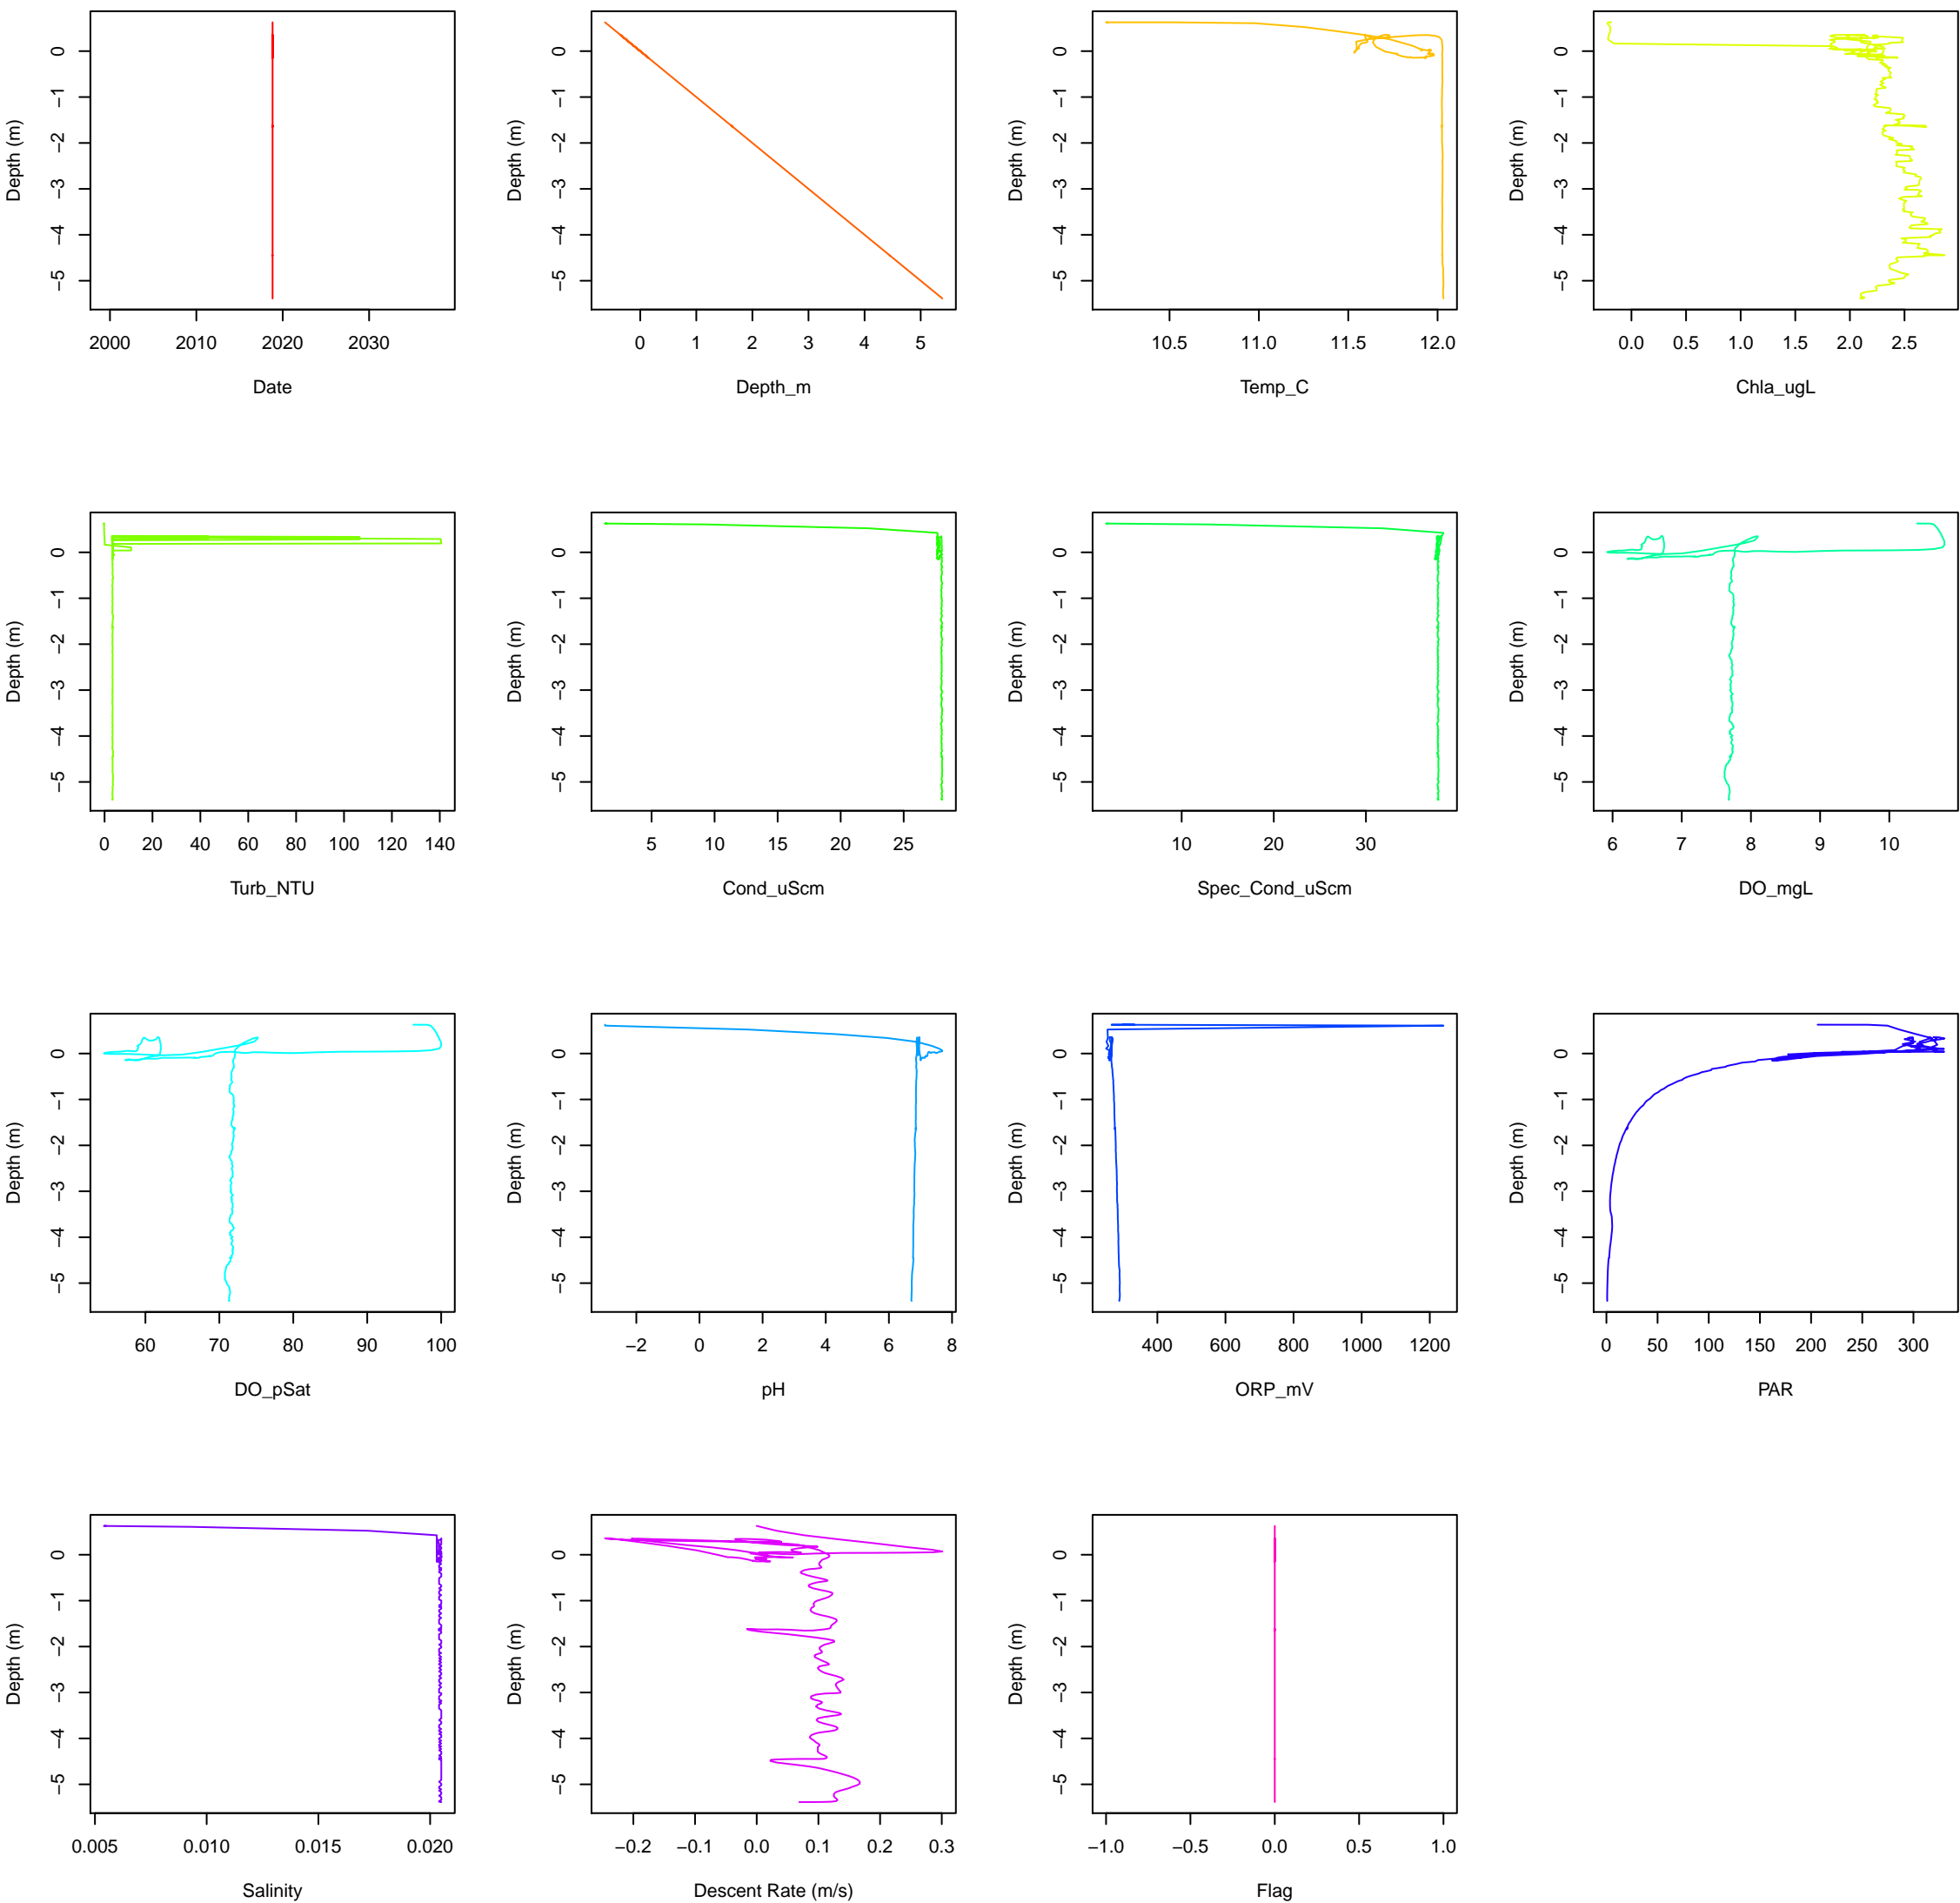 Depth (m)
0
−1
−2
−3
−4
−5
2000 2010 2020 2030
Date
Depth (m)
0
−1
−2
−3
−4
−5
0 1 2 3 4 5
Depth_m
Depth (m)
0
−1
−2
−3
−4
−5
10.5 11.0 11.5 12.0
Temp_C
Depth (m)
0
−1
−2
−3
−4
−5
0.0 0.5 1.0 1.5 2.0 2.5
Chla_ugL
Depth (m)
0
−1
−2
−3
−4
−5
0 20 40 60 80 100 120 140
Turb_NTU
Depth (m)
0
−1
−2
−3
−4
−5
5 10 15 20 25
Cond_uScm
Depth (m)
0
−1
−2
−3
−4
−5
10 20 30
Spec_Cond_uScm
Depth (m)
0
−1
−2
−3
−4
−5
6 7 8 9 10
DO_mgL
Depth (m)
0
−1
−2
−3
−4
−5
60 70 80 90 100
DO_pSat
Depth (m)
0
−1
−2
−3
−4
−5
−2 0 2 4 6 8
pH
Depth (m)
0
−1
−2
−3
−4
−5
400 600 800 1000 1200
ORP_mV
Depth (m)
0
−1
−2
−3
−4
−5
0 50 100 150 200 250 300
PAR
Depth (m)
0
−1
−2
−3
−4
−5
0.005 0.010 0.015 0.020
Salinity
Depth (m)
0
−1
−2
−3
−4
−5
−0.2 −0.1 0.0 0.1 0.2 0.3
Descent Rate (m/s)
Depth (m)
0
−1
−2
−3
−4
−5
−1.0 −0.5 0.0 0.5 1.0
Flag